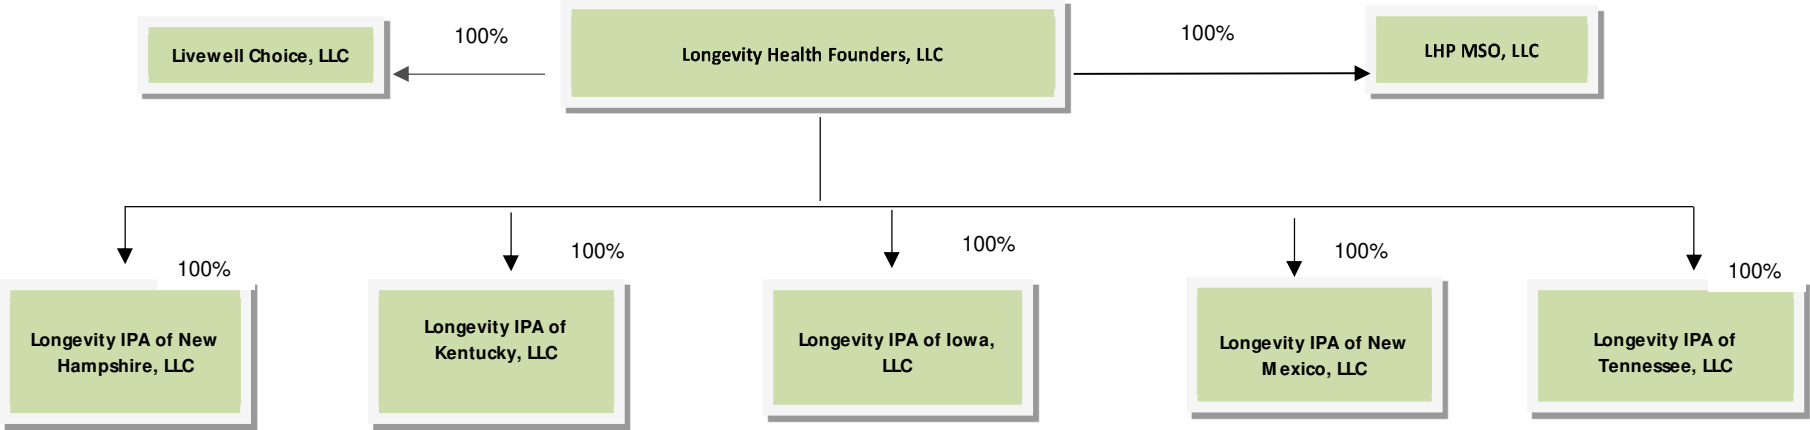 Livewell Choice, LLC
100%
Longevity Health Founders, LLC
100%
LHP MSO, LLC
100%
Longevity IPA of New
Hampshire, LLC
100%
Longevity IPA of
Kentucky, LLC
100%
Longevity IPA of Iowa,
LLC
100%
Longevity IPA of New
Mexico, LLC
100%
Longevity IPA of
Tennessee, LLC